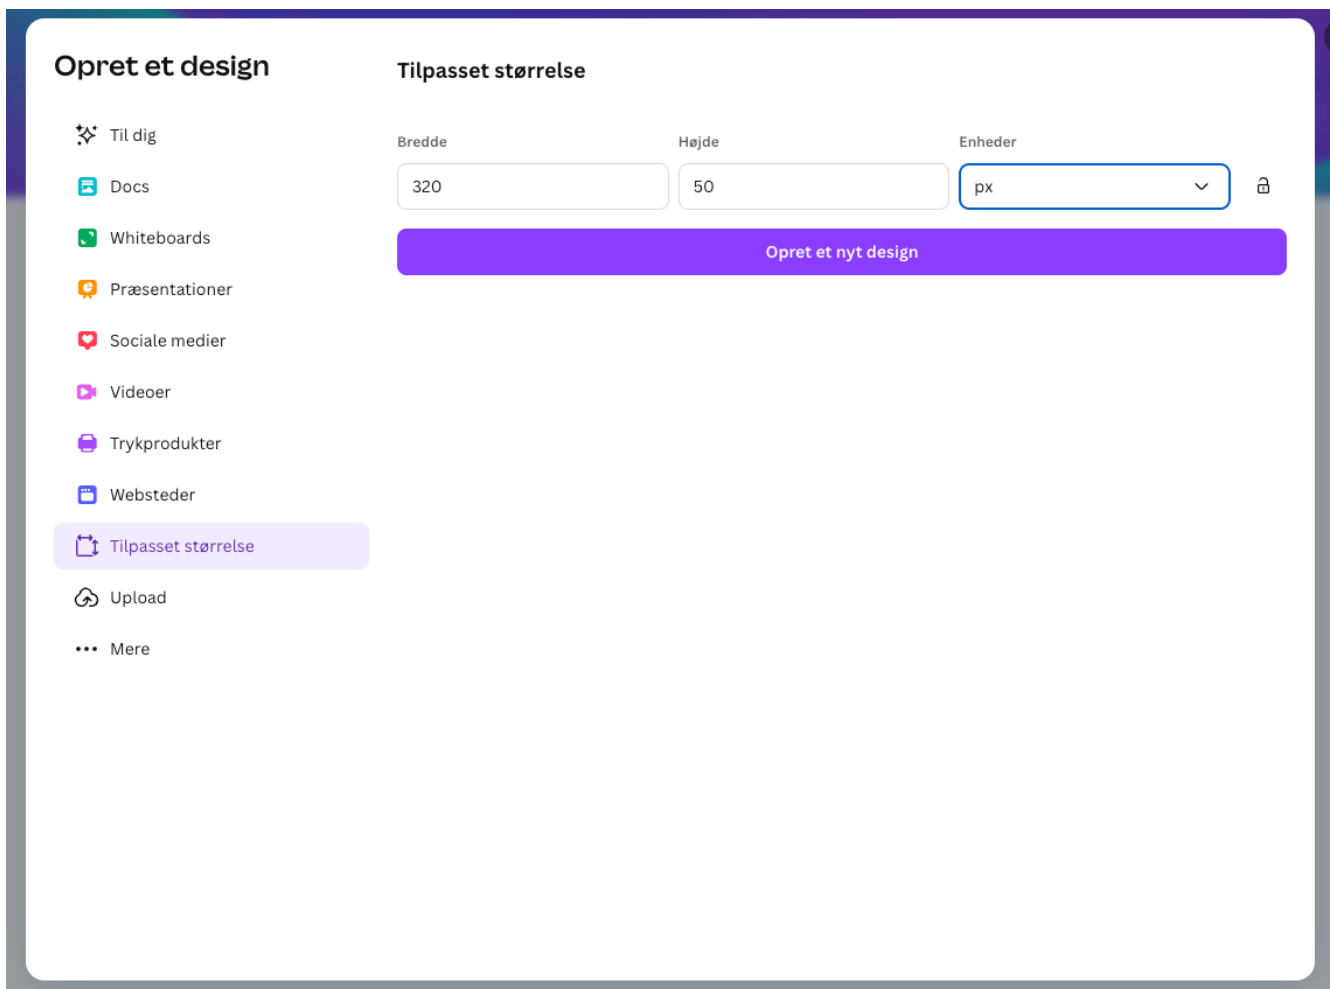 Opret et design
Til dig
Docs
Whiteboards
Præsentationer
Sociale medier
Videoer
Trykprodukter
Websteder
Tilpasset størrelse
Upload
Mere
Tilpasset størrelse
Bredde Højde Enheder
320 50 px
Opret et nyt design